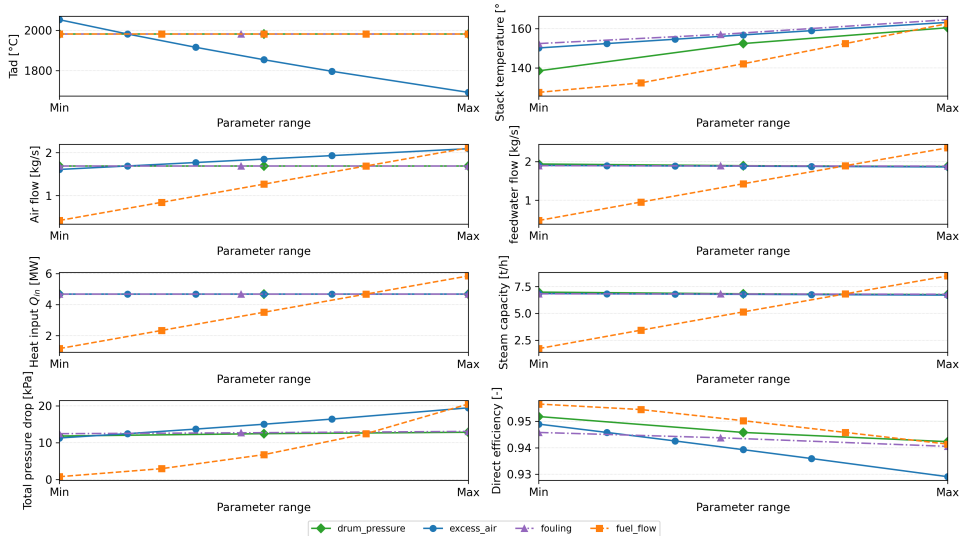 Tad [°C]
2000
1800
Min
Max
Parameter range
Stack temperature [°
160
140
Min
Max
Parameter range
Air flow [kg/s]
2
1
Min
Max
Parameter range
feedwater flow [kg/s]
2
1
Min
Max
Parameter range
Heat input Qin [MW]
6
4
2
Min
Max
Parameter range
Steam capacity [t/h]
7.5
5.0
2.5
Min
Max
Parameter range
Total pressure drop [kPa]
20
10
0
Min
Max
Parameter range
Direct efficiency [-]
0.95
0.94
0.93
Min
Max
Parameter range
drum_pressure
excess_air
fouling
fuel_flow